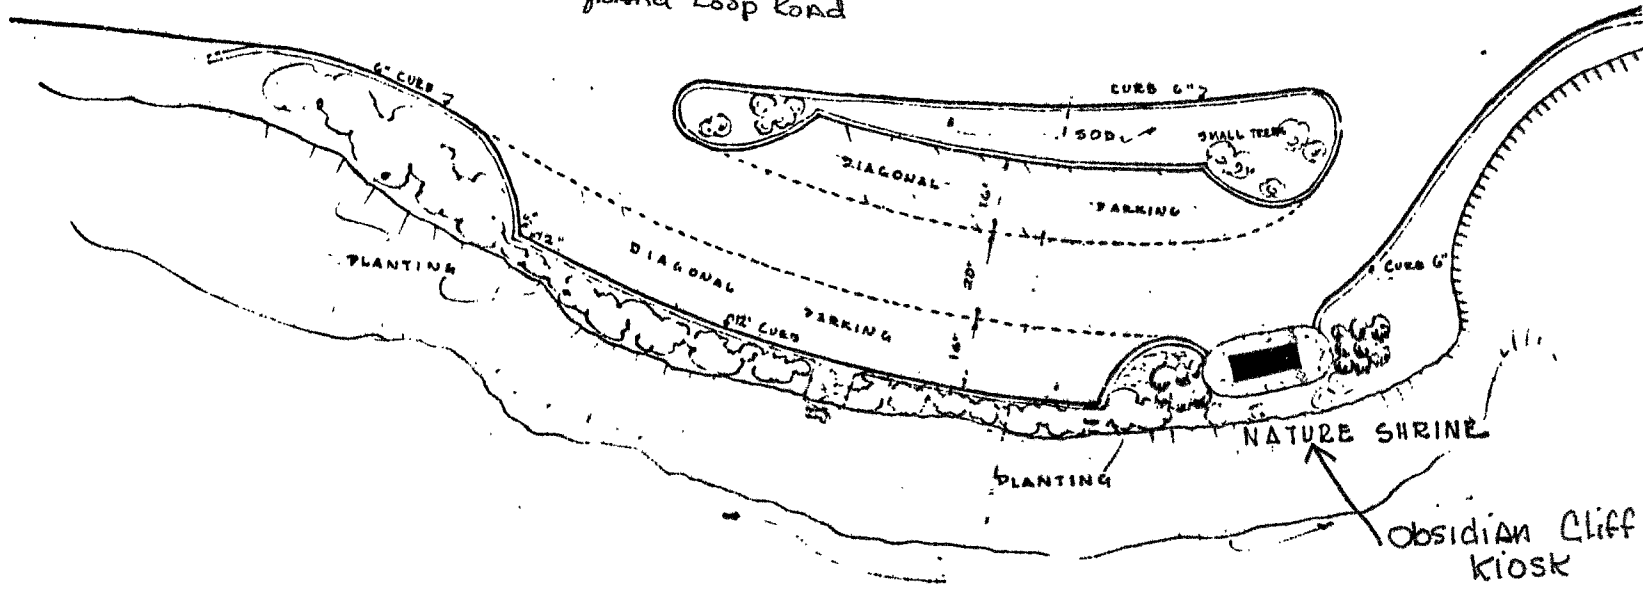 Loop Road
6" CURB
CURB 6"
SOD
SMALL TREES
DIAGONAL
PARKING
DIAGONAL
PARKING
20'
12"
PLANTING
12" CURB
CURB 6"
NATURE SHRINE
PLANTING
Obsidian Cliff
Kiosk